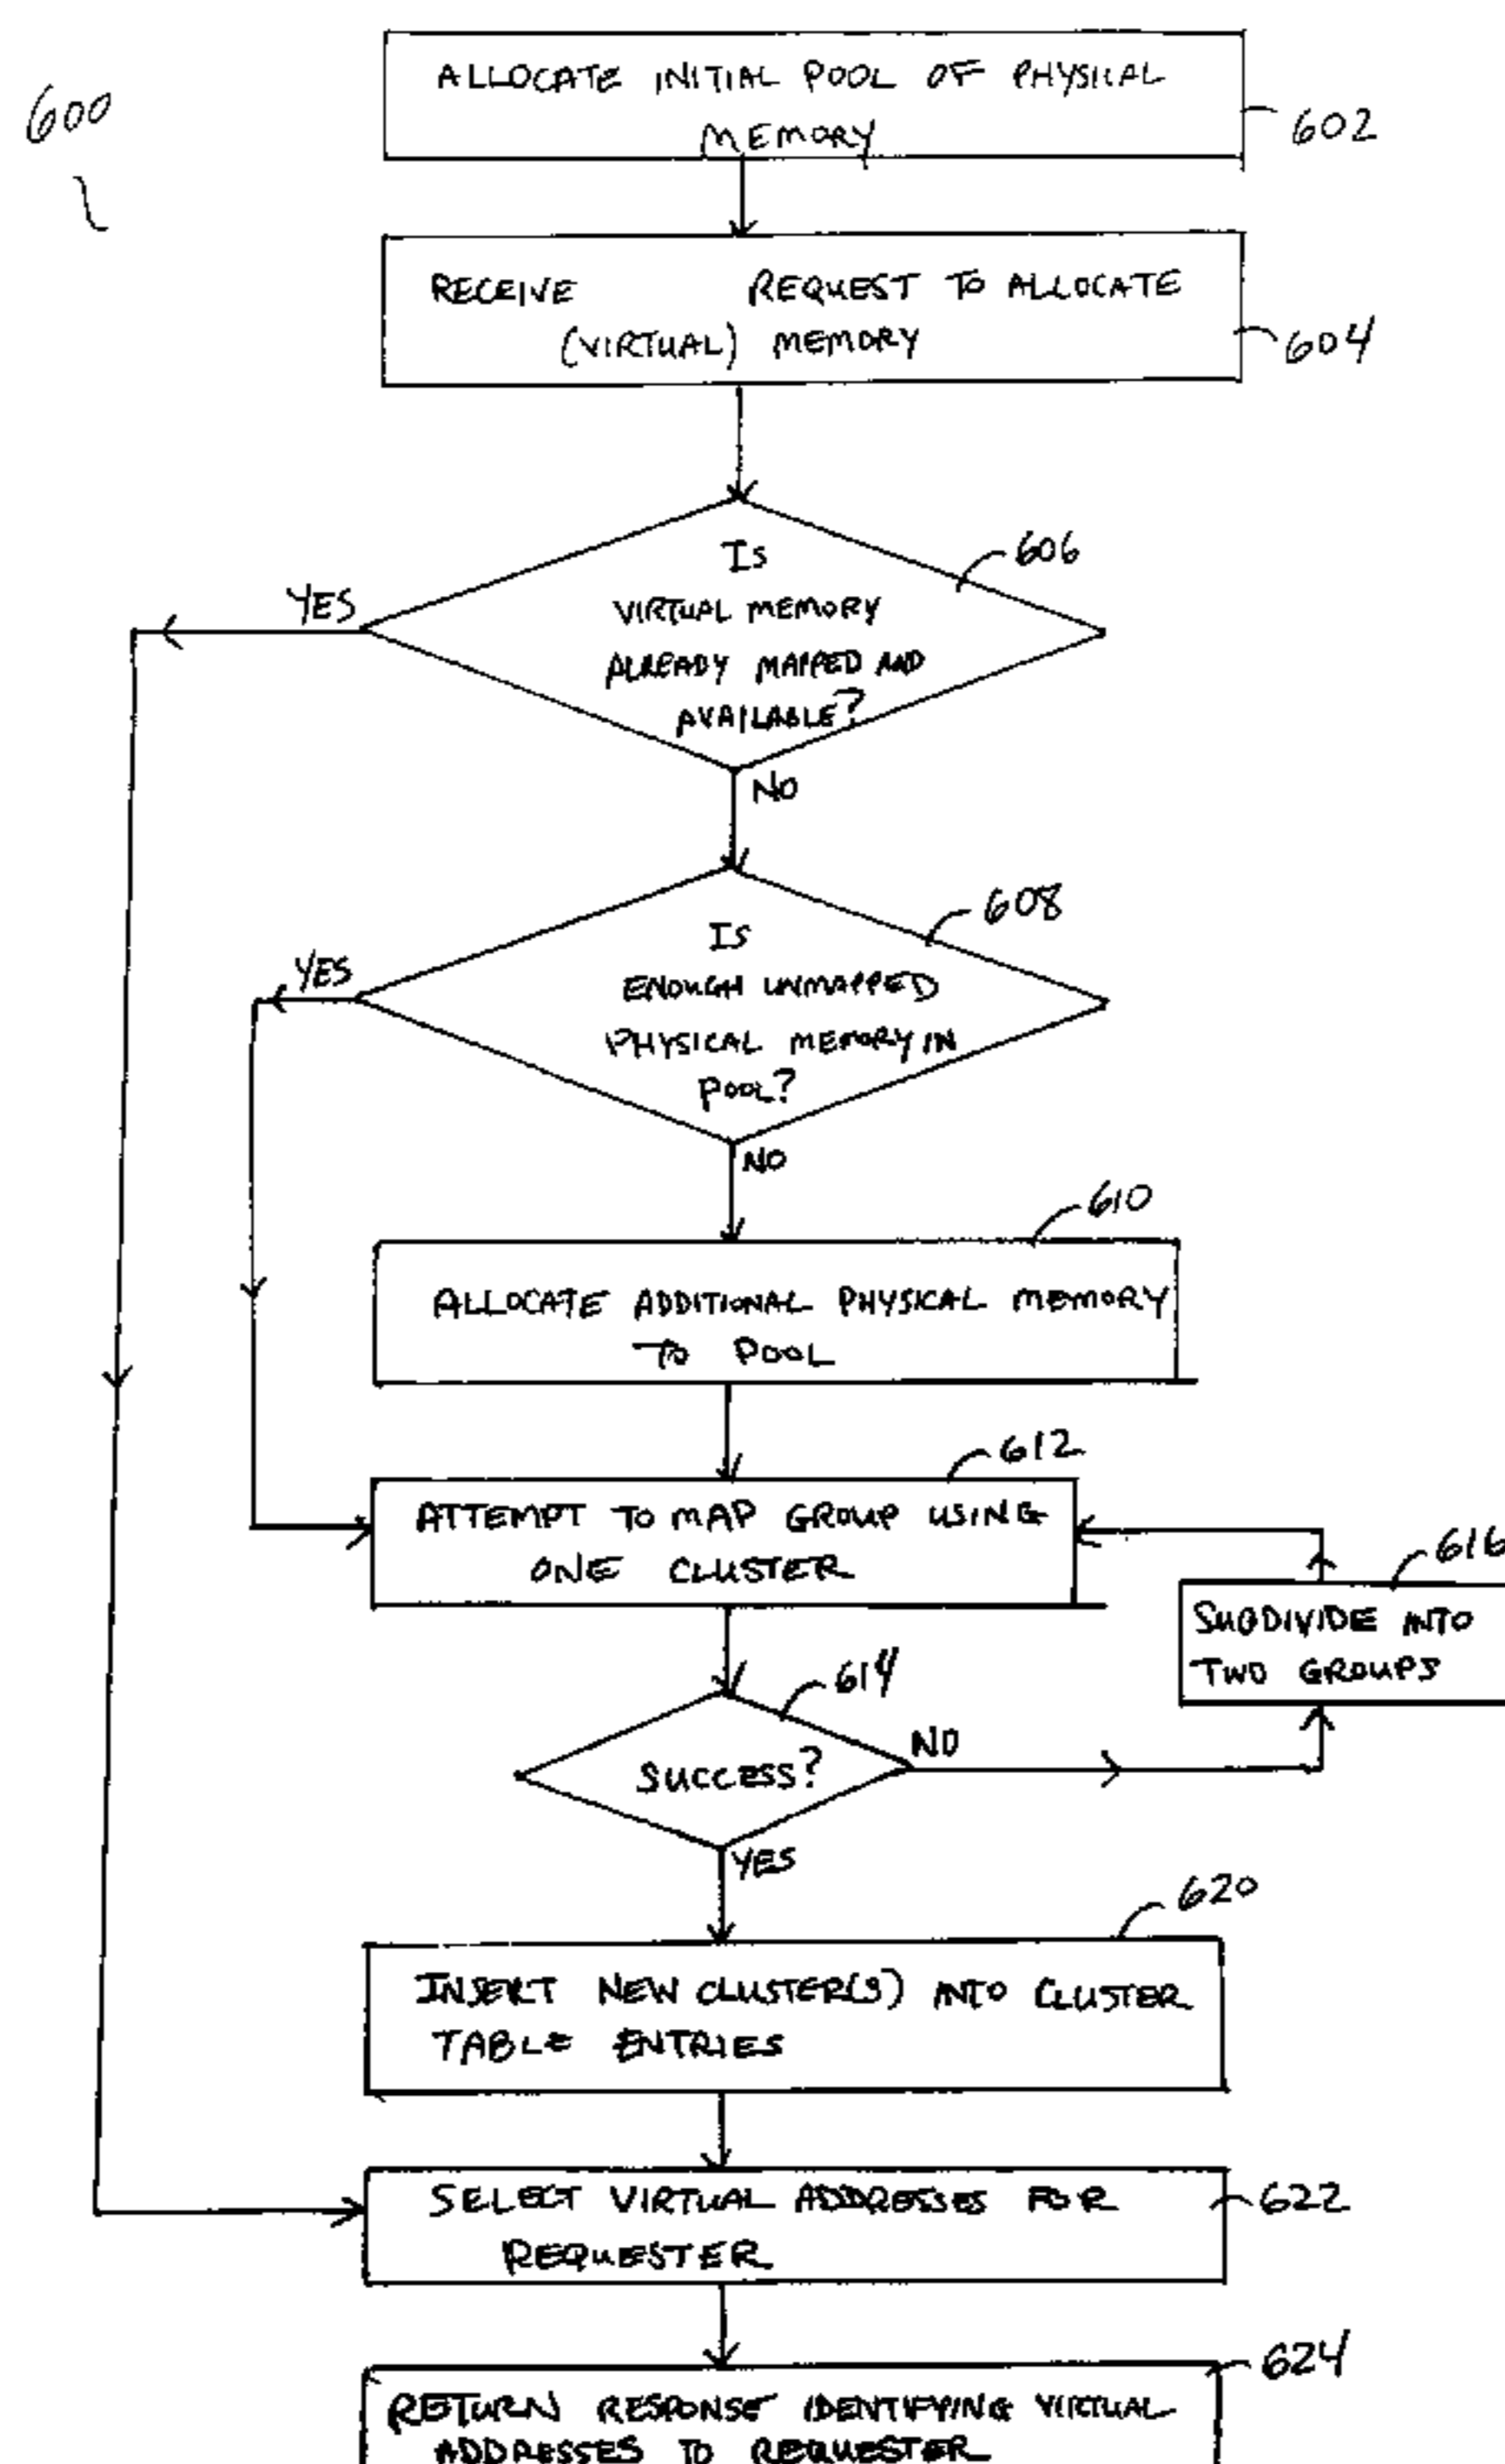 600
ALLOCATE INITIAL POOL OF PHYSICAL
MEMORY
602
RECEIVE REQUEST TO ALLOCATE
(VIRTUAL) MEMORY
604
IS
VIRTUAL MEMORY
ALREADY MAPPED AND
AVAILABLE?
606
YES
NO
IS
ENOUGH UNMAPPED
PHYSICAL MEMORY IN
POOL?
608
YES
NO
610
ALLOCATE ADDITIONAL PHYSICAL MEMORY
TO POOL
612
ATTEMPT TO MAP GROUP USING
ONE CLUSTER
616
SUBDIVIDE INTO
TWO GROUPS
614
SUCCESS?
NO
YES
620
INSERT NEW CLUSTER(S) INTO CLUSTER
TABLE ENTRIES
SELECT VIRTUAL ADDRESSES FOR
REQUESTER
622
624
RETURN RESPONSE IDENTIFYING VIRTUAL
ADDRESSES TO REQUESTER